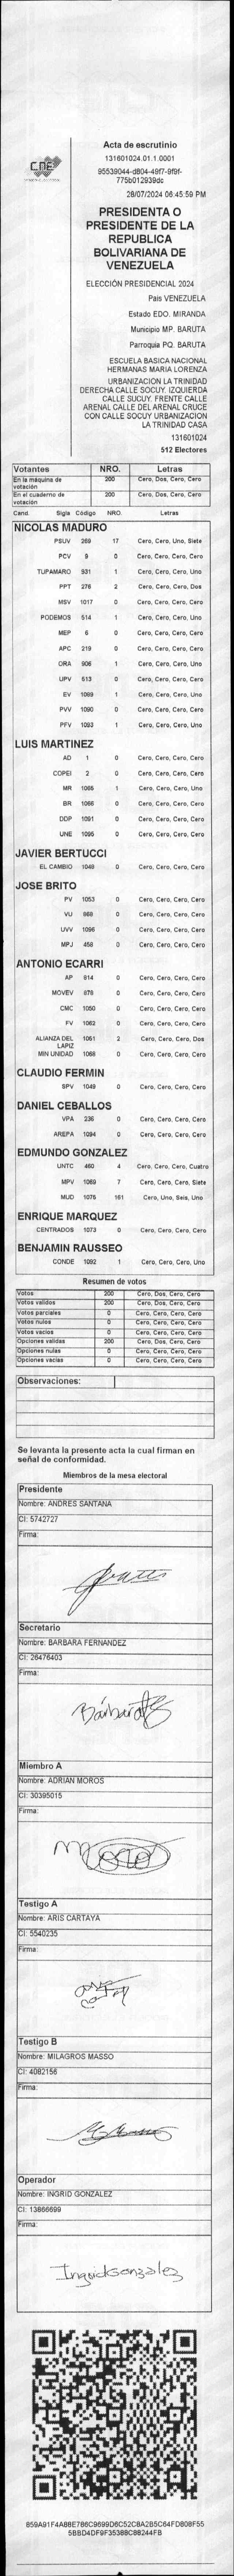 CNE
Acta de escrutinio
131601024.01.1.0001
95539044-d804-49f7-9f9f-
775b012939dc
28/07/2024 06:45:59 PM
PRESIDENTA O
PRESIDENTE DE LA
REPUBLICA
BOLIVARIANA DE
VENEZUELA
ELECCIÓN PRESIDENCIAL 2024
Pais VENEZUELA
Estado EDO. MIRANDA
Municipio MP. BARUTA
Parroquia PQ. BARUTA
ESCUELA BASICA NACIONAL
HERMANAS MARIA LORENZA
URBANIZACION LA TRINIDAD
DERECHA CALLE SOCUY. IZQUIERDA
CALLE SUCUY. FRENTE CALLE
ARENAL CALLE DEL ARENAL CRUCE
CON CALLE SOCUY URBANIZACION
LA TRINIDAD CASA
131601024
512 Electores
Votantes NRO. Letras
En la máquina de votación 200 Cero, Dos, Cero, Cero
En el cuaderno de votación 200 Cero, Dos, Cero, Cero
Cand. Sigla Código NRO. Letras
NICOLAS MADURO
PSUV 269 17 Cero, Cero, Uno, Siete
PCV 9 0 Cero, Cero, Cero, Cero
TUPAMARO 931 1 Cero, Cero, Cero, Uno
PPT 276 2 Cero, Cero, Cero, Dos
MSV 1017 0 Cero, Cero, Cero, Cero
PODEMOS 514 1 Cero, Cero, Cero, Uno
MEP 6 0 Cero, Cero, Cero, Cero
APC 219 0 Cero, Cero, Cero, Cero
ORA 906 1 Cero, Cero, Cero, Uno
UPV 513 0 Cero, Cero, Cero, Cero
EV 1089 1 Cero, Cero, Cero, Uno
PVV 1090 0 Cero, Cero, Cero, Cero
PFV 1093 1 Cero, Cero, Cero, Uno
LUIS MARTINEZ
AD 1 0 Cero, Cero, Cero, Cero
COPEI 2 0 Cero, Cero, Cero, Cero
MR 1065 1 Cero, Cero, Cero, Uno
BR 1066 0 Cero, Cero, Cero, Cero
DDP 1091 0 Cero, Cero, Cero, Cero
UNE 1095 0 Cero, Cero, Cero, Cero
JAVIER BERTUCCI
EL CAMBIO 1048 0 Cero, Cero, Cero, Cero
JOSE BRITO
PV 1053 0 Cero, Cero, Cero, Cero
VU 868 0 Cero, Cero, Cero, Cero
UVV 1096 0 Cero, Cero, Cero, Cero
MPJ 458 0 Cero, Cero, Cero, Cero
ANTONIO ECARRI
AP 814 0 Cero, Cero, Cero, Cero
MOVEV 878 0 Cero, Cero, Cero, Cero
CMC 1050 0 Cero, Cero, Cero, Cero
FV 1062 0 Cero, Cero, Cero, Cero
ALIANZA DEL LAPIZ 1061 2 Cero, Cero, Cero, Dos
MIN UNIDAD 1068 0 Cero, Cero, Cero, Cero
CLAUDIO FERMIN
SPV 1049 0 Cero, Cero, Cero, Cero
DANIEL CEBALLOS
VPA 236 0 Cero, Cero, Cero, Cero
AREPA 1094 0 Cero, Cero, Cero, Cero
EDMUNDO GONZALEZ
UNTC 460 4 Cero, Cero, Cero, Cuatro
MPV 1069 7 Cero, Cero, Cero, Siete
MUD 1076 161 Cero, Uno, Seis, Uno
ENRIQUE MARQUEZ
CENTRADOS 1073 0 Cero, Cero, Cero, Cero
BENJAMIN RAUSSEO
CONDE 1092 1 Cero, Cero, Cero, Uno
Resumen de votos
Votos 200 Cero, Dos, Cero, Cero
Votos validos 200 Cero, Dos, Cero, Cero
Votos parciales 0 Cero, Cero, Cero, Cero
Votos nulos 0 Cero, Cero, Cero, Cero
Votos vacios 0 Cero, Cero, Cero, Cero
Opciones validas 200 Cero, Dos, Cero, Cero
Opciones nulas 0 Cero, Cero, Cero, Cero
Opciones vacias 0 Cero, Cero, Cero, Cero
Observaciones:
Se levanta la presente acta la cual firman en
señal de conformidad.
Miembros de la mesa electoral
Presidente
Nombre: ANDRES SANTANA
CI: 5742727
Firma:
Secretario
Nombre: BARBARA FERNANDEZ
CI: 26476403
Firma:
Miembro A
Nombre: ADRIAN MOROS
CI: 30395015
Firma:
Testigo A
Nombre: ARIS CARTAYA
CI: 5540235
Firma:
Testigo B
Nombre: MILAGROS MASSO
CI: 4082156
Firma:
Operador
Nombre: INGRID GONZALEZ
CI: 13866699
Firma:
Ingrid Gonzalez
859A91F4A88E786C9699D6C52C8A2B5C64FD808F55
5BBD4DF9F35388C88244FB